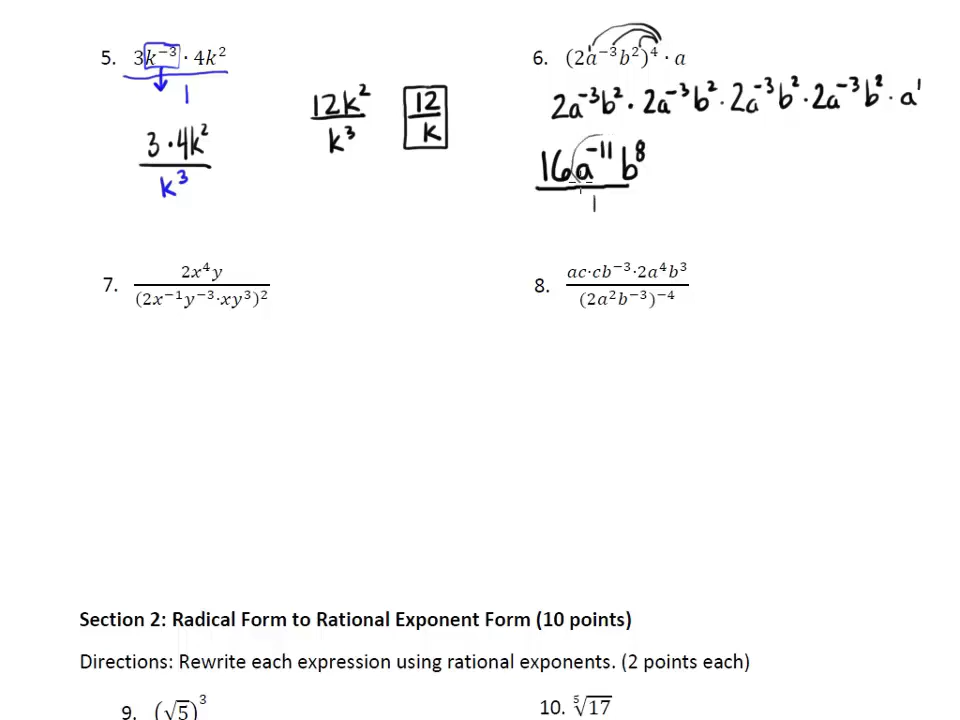 5. 3k⁻³ · 4k²
1
3·4k²
k³
12k²
k³
12
k
6. (2a⁻³b²)⁴ · a
2a⁻³b² · 2a⁻³b² · 2a⁻³b² · 2a⁻³b² · a¹
16a⁻¹¹b⁸
1
7. 2x⁴y
(2x⁻¹y⁻³·xy³)²
8. ac·cb⁻³·2a⁴b³
(2a²b⁻³)⁻⁴
Section 2: Radical Form to Rational Exponent Form (10 points)
Directions: Rewrite each expression using rational exponents. (2 points each)
9. (√5)³
10. ⁵√17